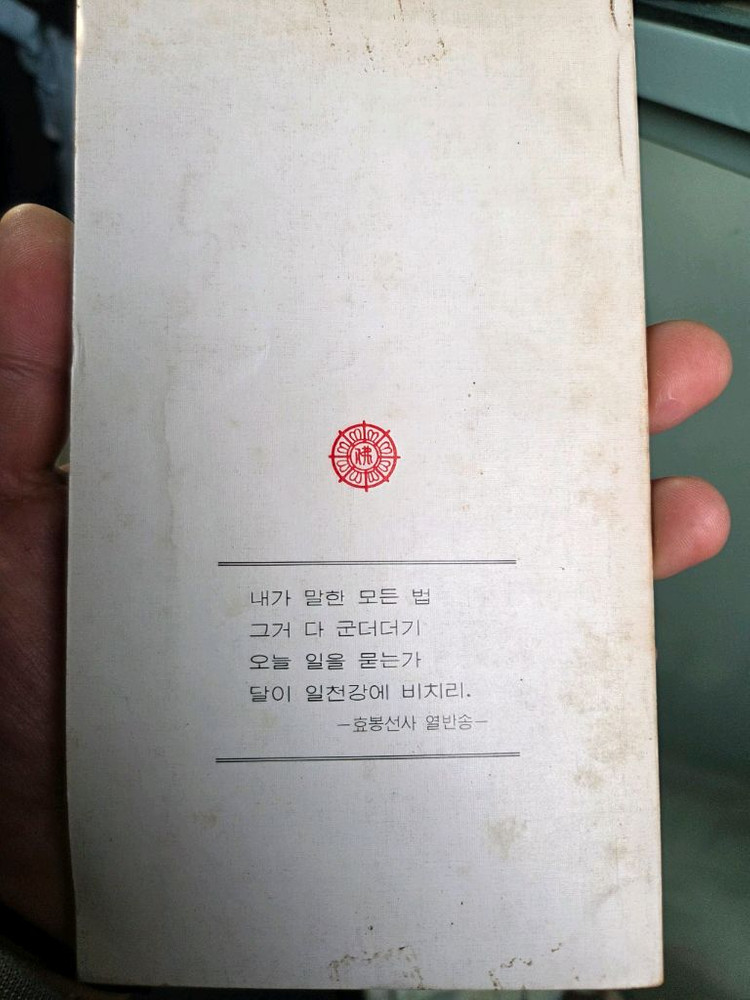 佛
내가 말한 모든 법
그거 다 군더더기
오늘 일을 묻는가
달이 일천강에 비치리.
—효봉선사 열반송—